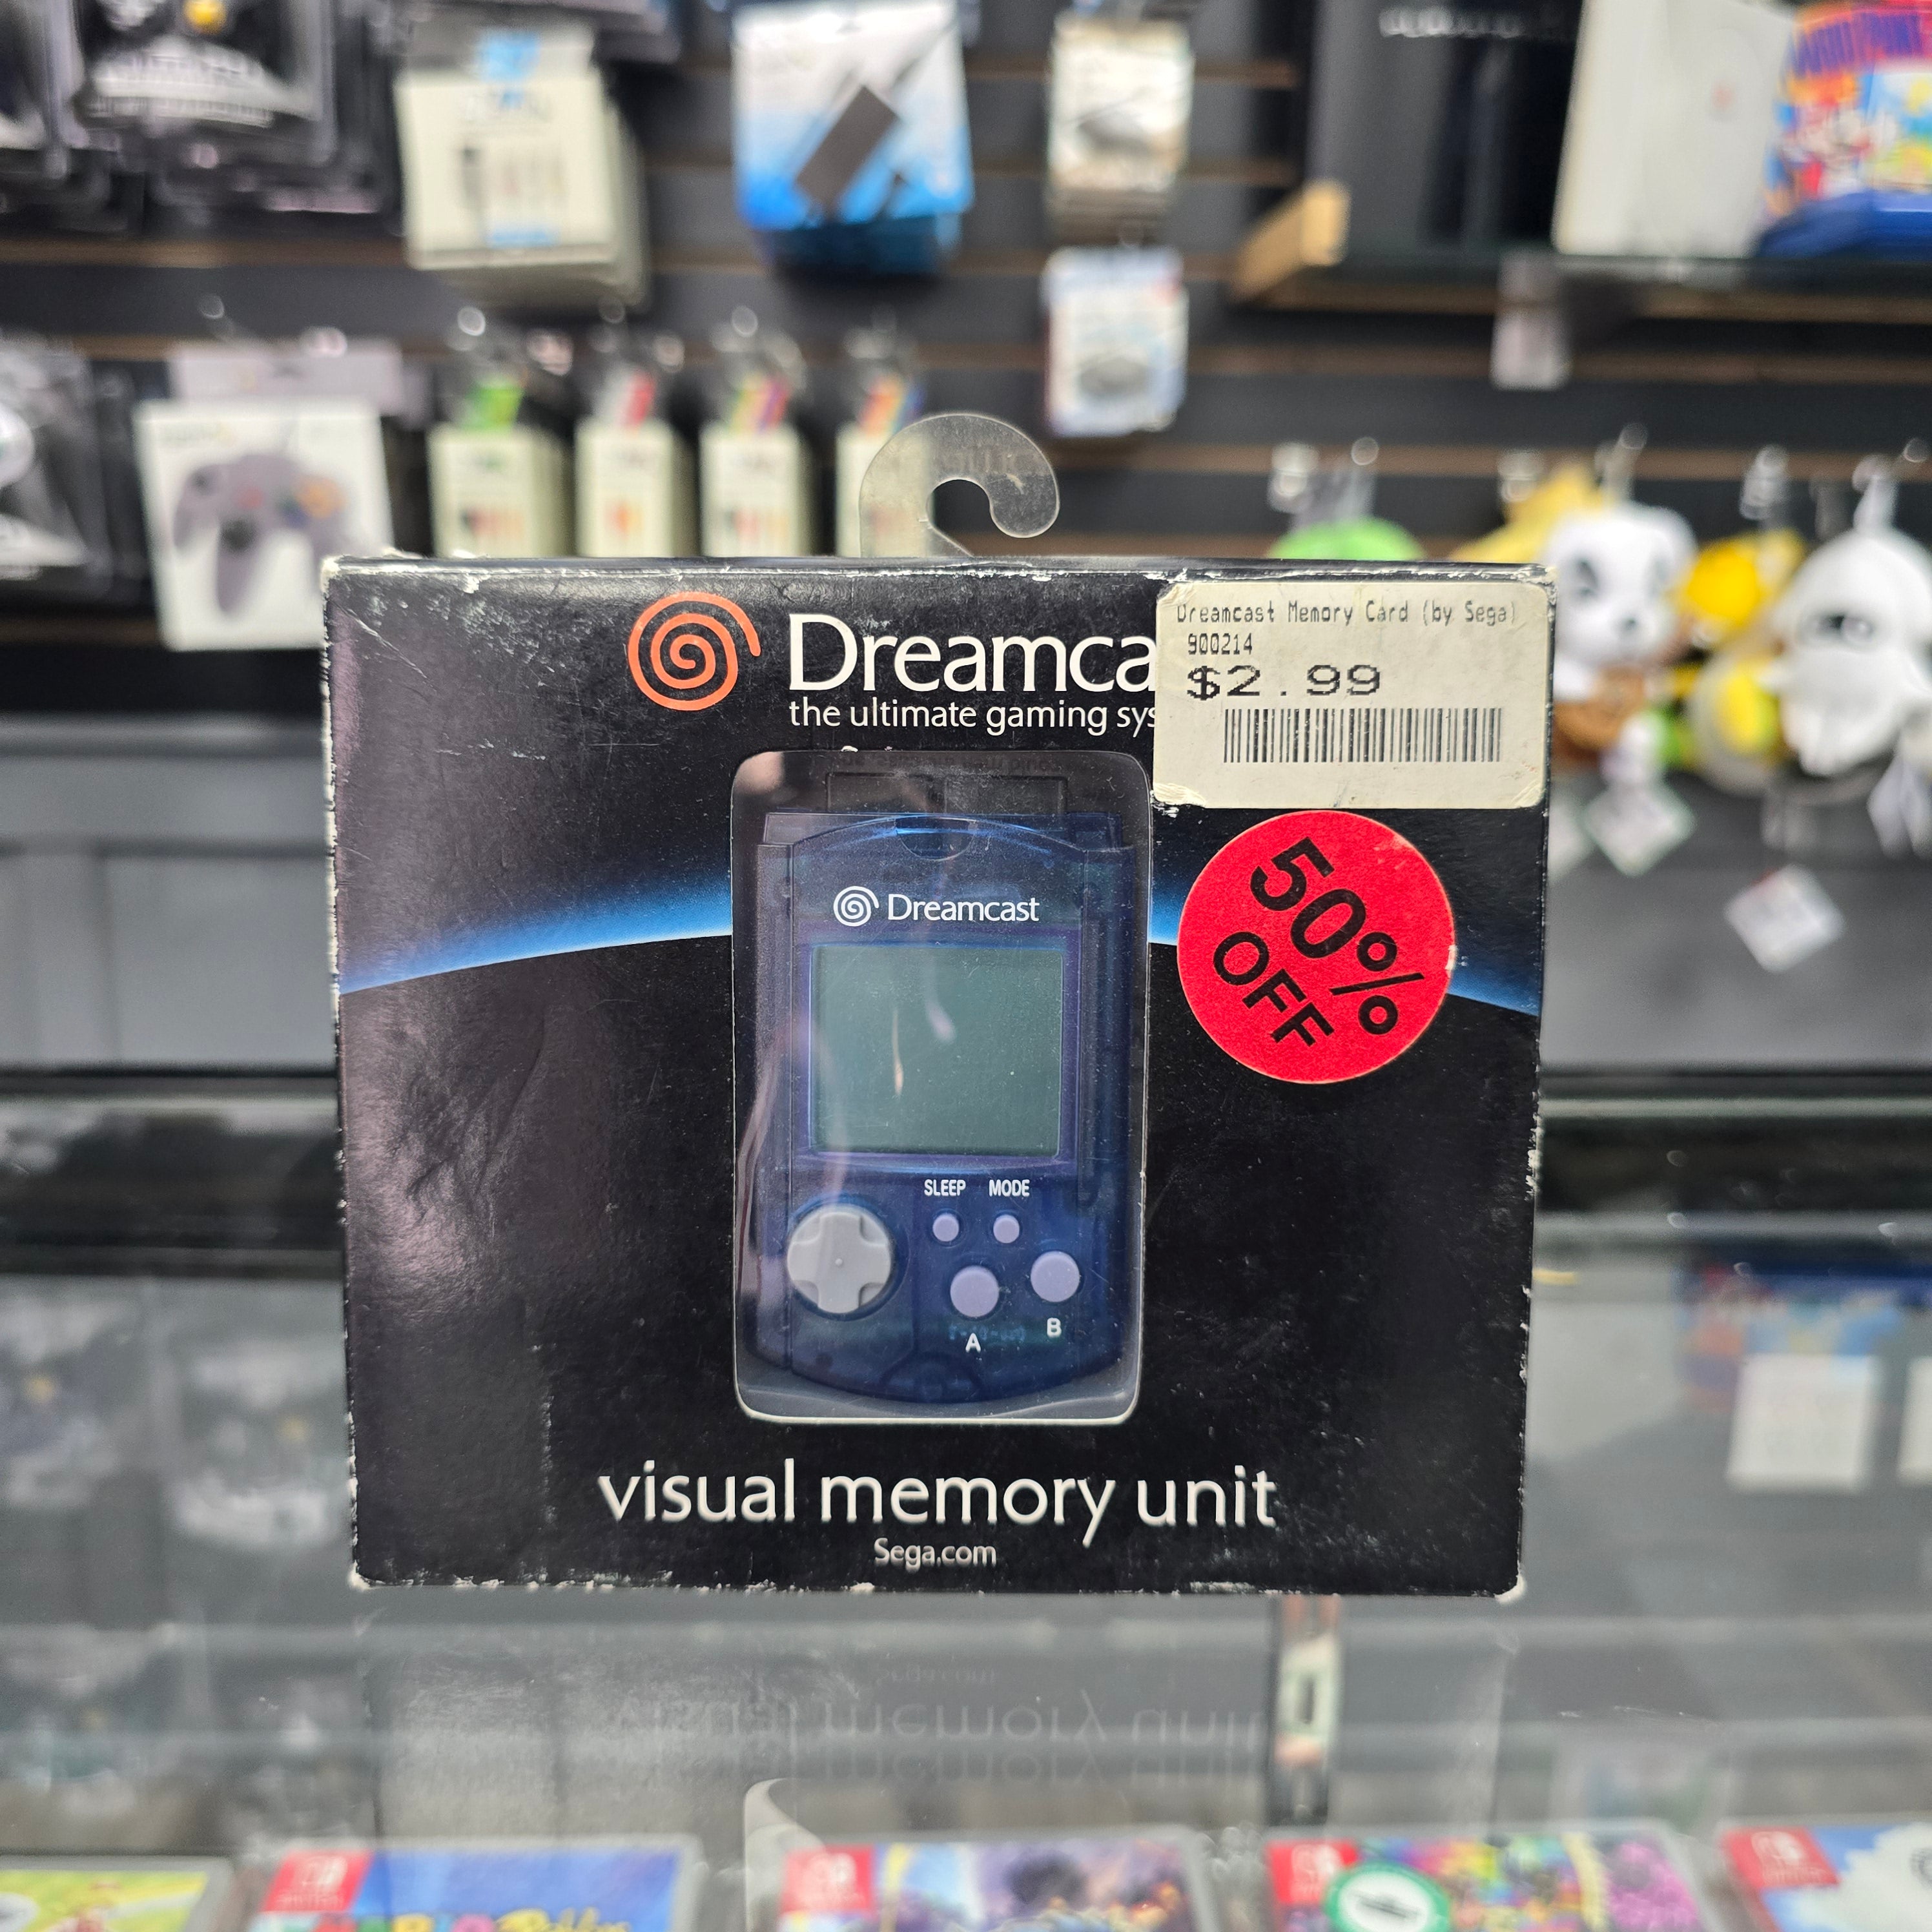 Dreamca
the ultimate gaming sys
Dreamcast Memory Card (by Sega)
900214
$2.99
50%
OFF
Dreamcast
SLEEP MODE
A B
visual memory unit
Sega.com